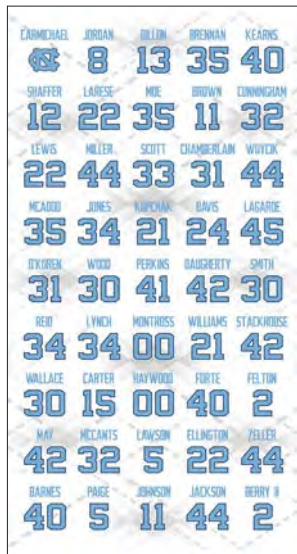 CARMICHAEL JORDAN DILLON BRENNAN KEARNS
NC 8 13 35 40
SHAFFER LARESE MOE BROWN CUNNINGHAM
12 22 35 11 32
LEWIS MILLER SCOTT CHAMBERLAIN WUYCIK
22 44 33 31 44
MCADOO JONES KUPCHAK DAVIS LAGARDE
35 34 21 24 45
O'KOREN WOOD PERKINS DAUGHERTY SMITH
31 30 41 42 30
REID LYNCH MONTROSS WILLIAMS STACKHOUSE
34 34 00 21 42
WALLACE CARTER HAYWOOD FORTE FELTON
30 15 00 40 2
MAY MCCANTS LAWSON ELLINGTON ZELLER
42 32 5 22 44
BARNES PAIGE JOHNSON JACKSON BERRY II
40 5 11 44 2